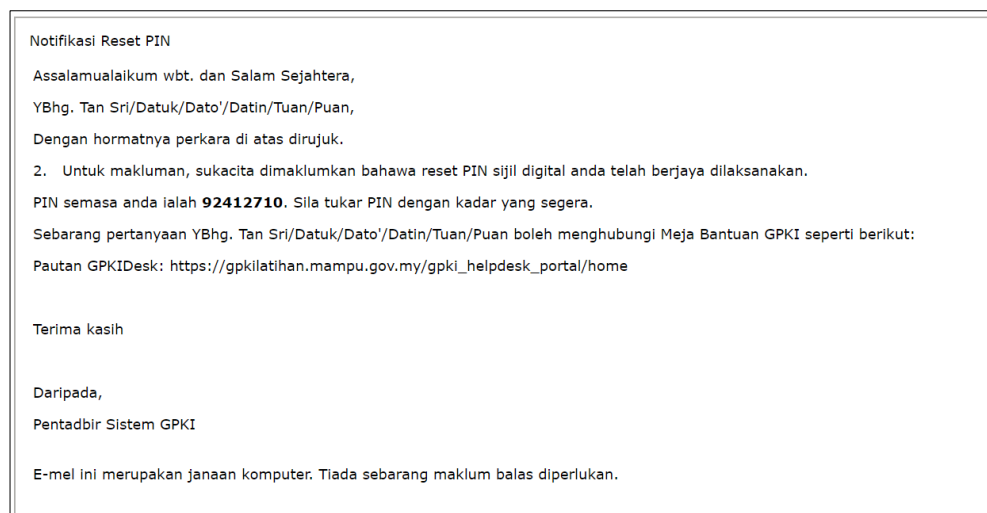 Notifikasi Reset PIN
Assalamualaikum wbt. dan Salam Sejahtera,
YBhg. Tan Sri/Datuk/Dato'/Datin/Tuan/Puan,
Dengan hormatnya perkara di atas dirujuk.
2. Untuk makluman, sukacita dimaklumkan bahawa reset PIN sijil digital anda telah berjaya dilaksanakan.
PIN semasa anda ialah 92412710. Sila tukar PIN dengan kadar yang segera.
Sebarang pertanyaan YBhg. Tan Sri/Datuk/Dato'/Datin/Tuan/Puan boleh menghubungi Meja Bantuan GPKI seperti berikut:
Pautan GPKIDesk: https://gpkilatihan.mampu.gov.my/gpki_helpdesk_portal/home
Terima kasih
Daripada,
Pentadbir Sistem GPKI
E-mel ini merupakan janaan komputer. Tiada sebarang maklum balas diperlukan.